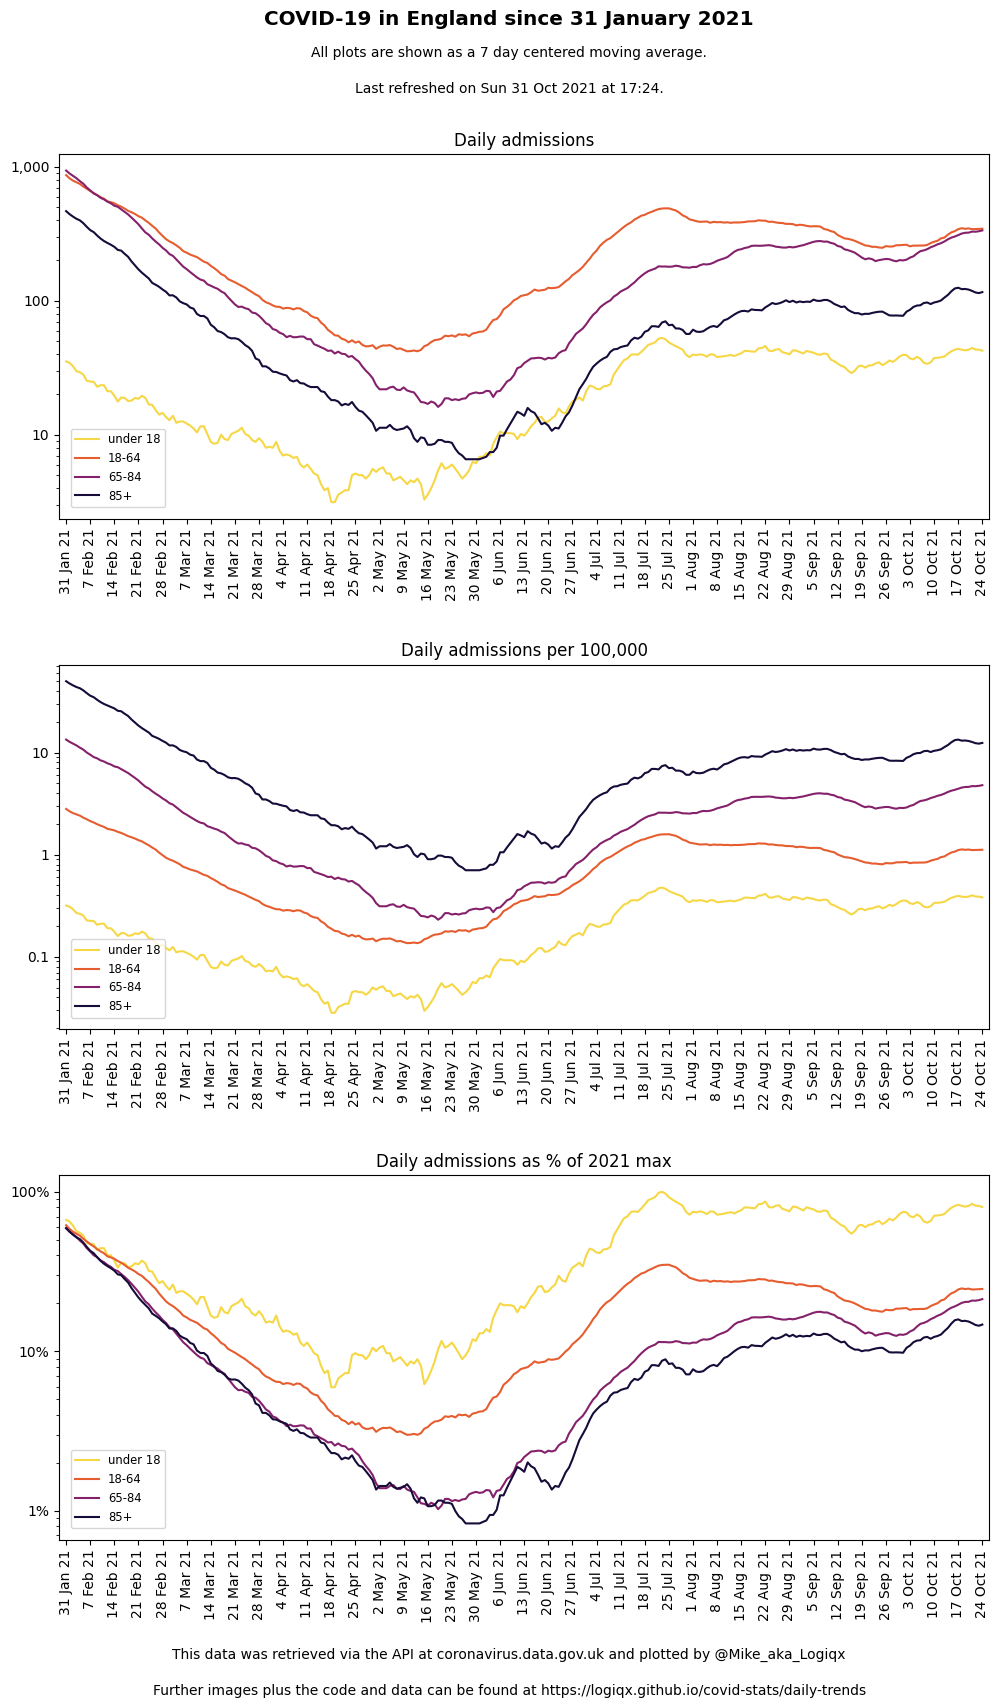 COVID-19 in England since 31 January 2021
All plots are shown as a 7 day centered moving average.
Last refreshed on Sun 31 Oct 2021 at 17:24.
Daily admissions
1,000
100
10
under 18
18-64
65-84
85+
31 Jan 21
7 Feb 21
14 Feb 21
21 Feb 21
28 Feb 21
7 Mar 21
14 Mar 21
21 Mar 21
28 Mar 21
4 Apr 21
11 Apr 21
18 Apr 21
25 Apr 21
2 May 21
9 May 21
16 May 21
23 May 21
30 May 21
6 Jun 21
13 Jun 21
20 Jun 21
27 Jun 21
4 Jul 21
11 Jul 21
18 Jul 21
25 Jul 21
1 Aug 21
8 Aug 21
15 Aug 21
22 Aug 21
29 Aug 21
5 Sep 21
12 Sep 21
19 Sep 21
26 Sep 21
3 Oct 21
10 Oct 21
17 Oct 21
24 Oct 21
Daily admissions per 100,000
10
1
0.1
under 18
18-64
65-84
85+
31 Jan 21
7 Feb 21
14 Feb 21
21 Feb 21
28 Feb 21
7 Mar 21
14 Mar 21
21 Mar 21
28 Mar 21
4 Apr 21
11 Apr 21
18 Apr 21
25 Apr 21
2 May 21
9 May 21
16 May 21
23 May 21
30 May 21
6 Jun 21
13 Jun 21
20 Jun 21
27 Jun 21
4 Jul 21
11 Jul 21
18 Jul 21
25 Jul 21
1 Aug 21
8 Aug 21
15 Aug 21
22 Aug 21
29 Aug 21
5 Sep 21
12 Sep 21
19 Sep 21
26 Sep 21
3 Oct 21
10 Oct 21
17 Oct 21
24 Oct 21
Daily admissions as % of 2021 max
100%
10%
1%
under 18
18-64
65-84
85+
31 Jan 21
7 Feb 21
14 Feb 21
21 Feb 21
28 Feb 21
7 Mar 21
14 Mar 21
21 Mar 21
28 Mar 21
4 Apr 21
11 Apr 21
18 Apr 21
25 Apr 21
2 May 21
9 May 21
16 May 21
23 May 21
30 May 21
6 Jun 21
13 Jun 21
20 Jun 21
27 Jun 21
4 Jul 21
11 Jul 21
18 Jul 21
25 Jul 21
1 Aug 21
8 Aug 21
15 Aug 21
22 Aug 21
29 Aug 21
5 Sep 21
12 Sep 21
19 Sep 21
26 Sep 21
3 Oct 21
10 Oct 21
17 Oct 21
24 Oct 21
This data was retrieved via the API at coronavirus.data.gov.uk and plotted by @Mike_aka_Logiqx
Further images plus the code and data can be found at https://logiqx.github.io/covid-stats/daily-trends